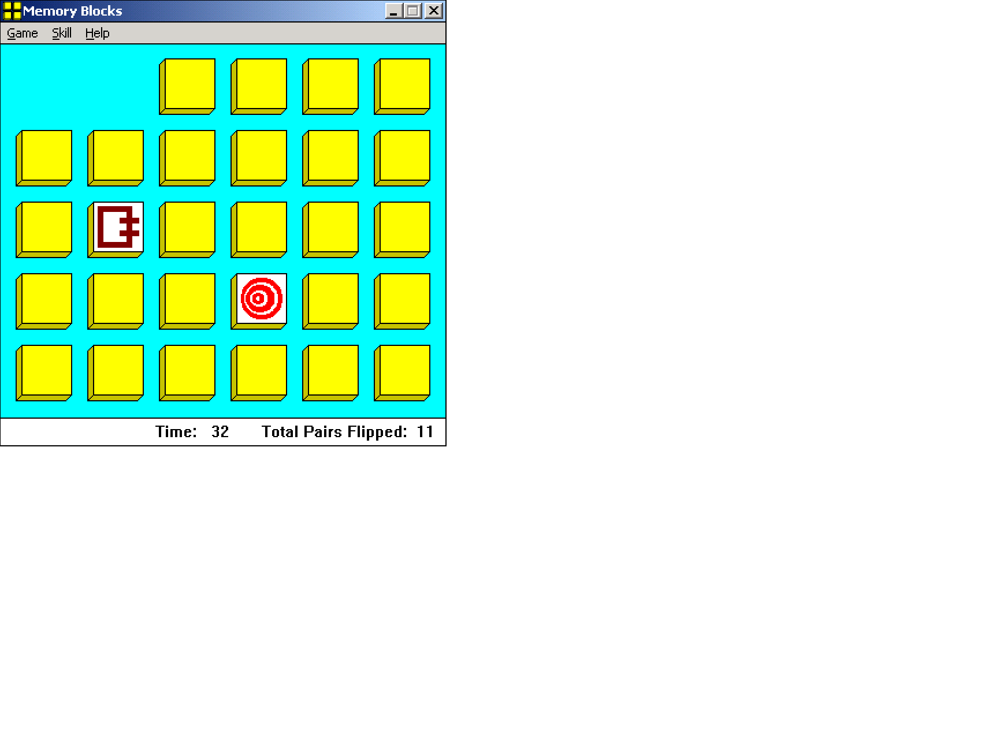 Memory Blocks
Game Skill Help
Time: 32 Total Pairs Flipped: 11